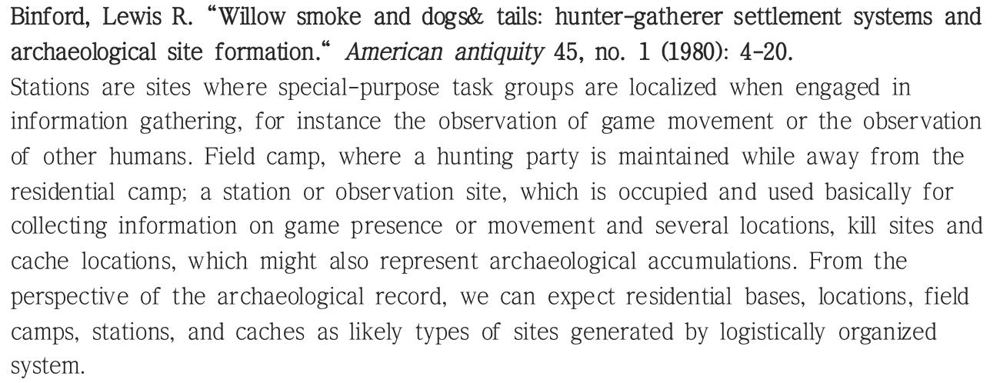 Binford, Lewis R. “Willow smoke and dogs& tails: hunter-gatherer settlement systems and
archaeological site formation.“ American antiquity 45, no. 1 (1980): 4-20.
Stations are sites where special-purpose task groups are localized when engaged in
information gathering, for instance the observation of game movement or the observation
of other humans. Field camp, where a hunting party is maintained while away from the
residential camp; a station or observation site, which is occupied and used basically for
collecting information on game presence or movement and several locations, kill sites and
cache locations, which might also represent archaeological accumulations. From the
perspective of the archaeological record, we can expect residential bases, locations, field
camps, stations, and caches as likely types of sites generated by logistically organized
system.